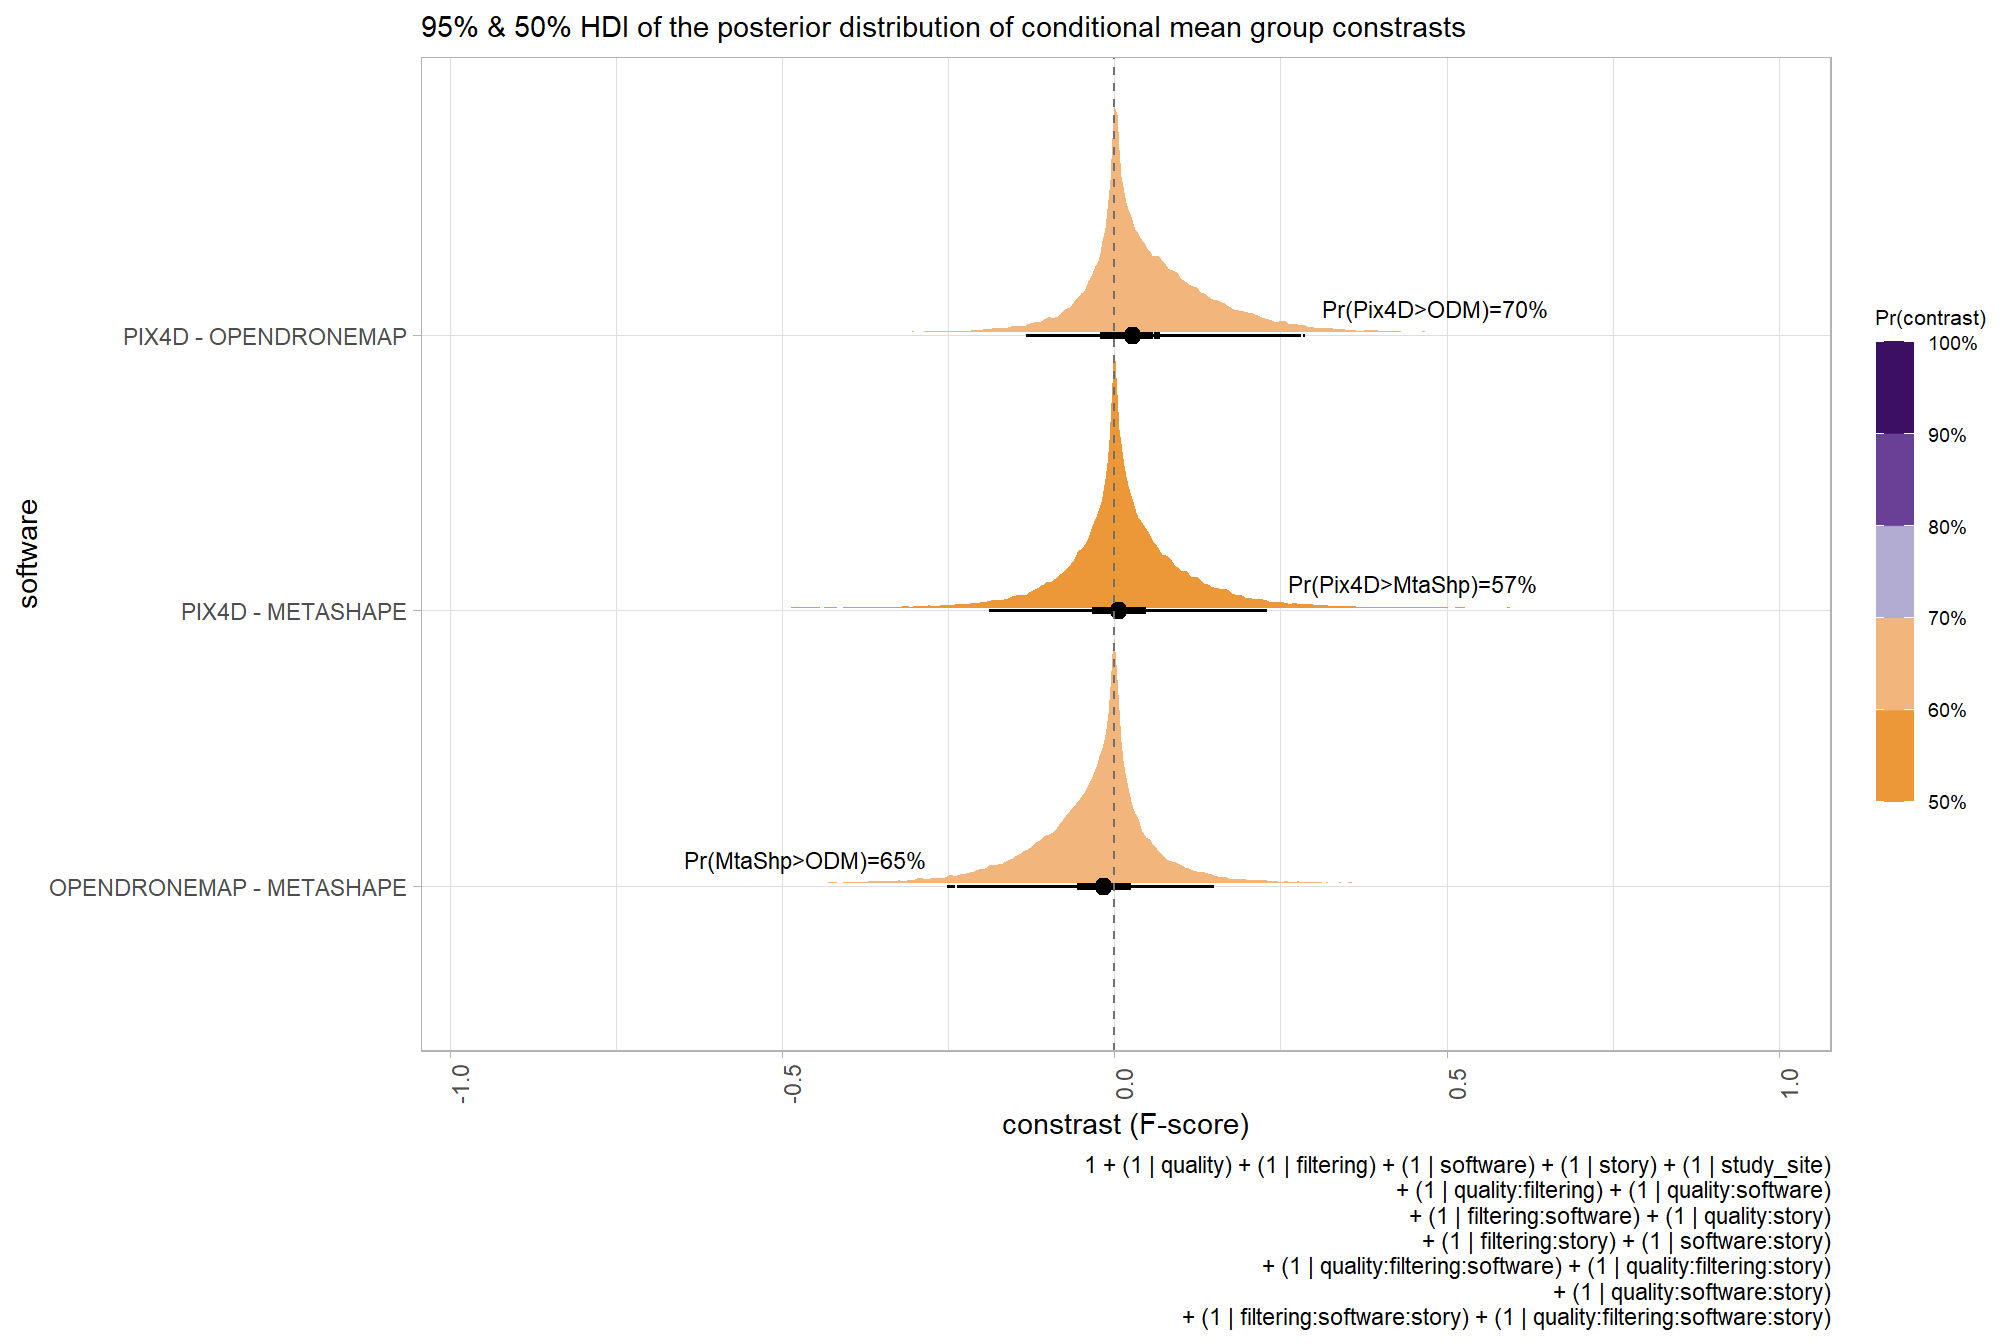 95% & 50% HDI of the posterior distribution of conditional mean group constrasts
software
PIX4D - OPENDRONEMAP
PIX4D - METASHAPE
OPENDRONEMAP - METASHAPE
Pr(Pix4D>ODM)=70%
Pr(Pix4D>MtaShp)=57%
Pr(MtaShp>ODM)=65%
-1.0
-0.5
0.0
0.5
1.0
constrast (F-score)
Pr(contrast)
100%
90%
80%
70%
60%
50%
1 + (1 | quality) + (1 | filtering) + (1 | software) + (1 | story) + (1 | study_site)
+ (1 | quality:filtering) + (1 | quality:software)
+ (1 | filtering:software) + (1 | quality:story)
+ (1 | filtering:story) + (1 | software:story)
+ (1 | quality:filtering:software) + (1 | quality:filtering:story)
+ (1 | quality:software:story)
+ (1 | filtering:software:story) + (1 | quality:filtering:software:story)